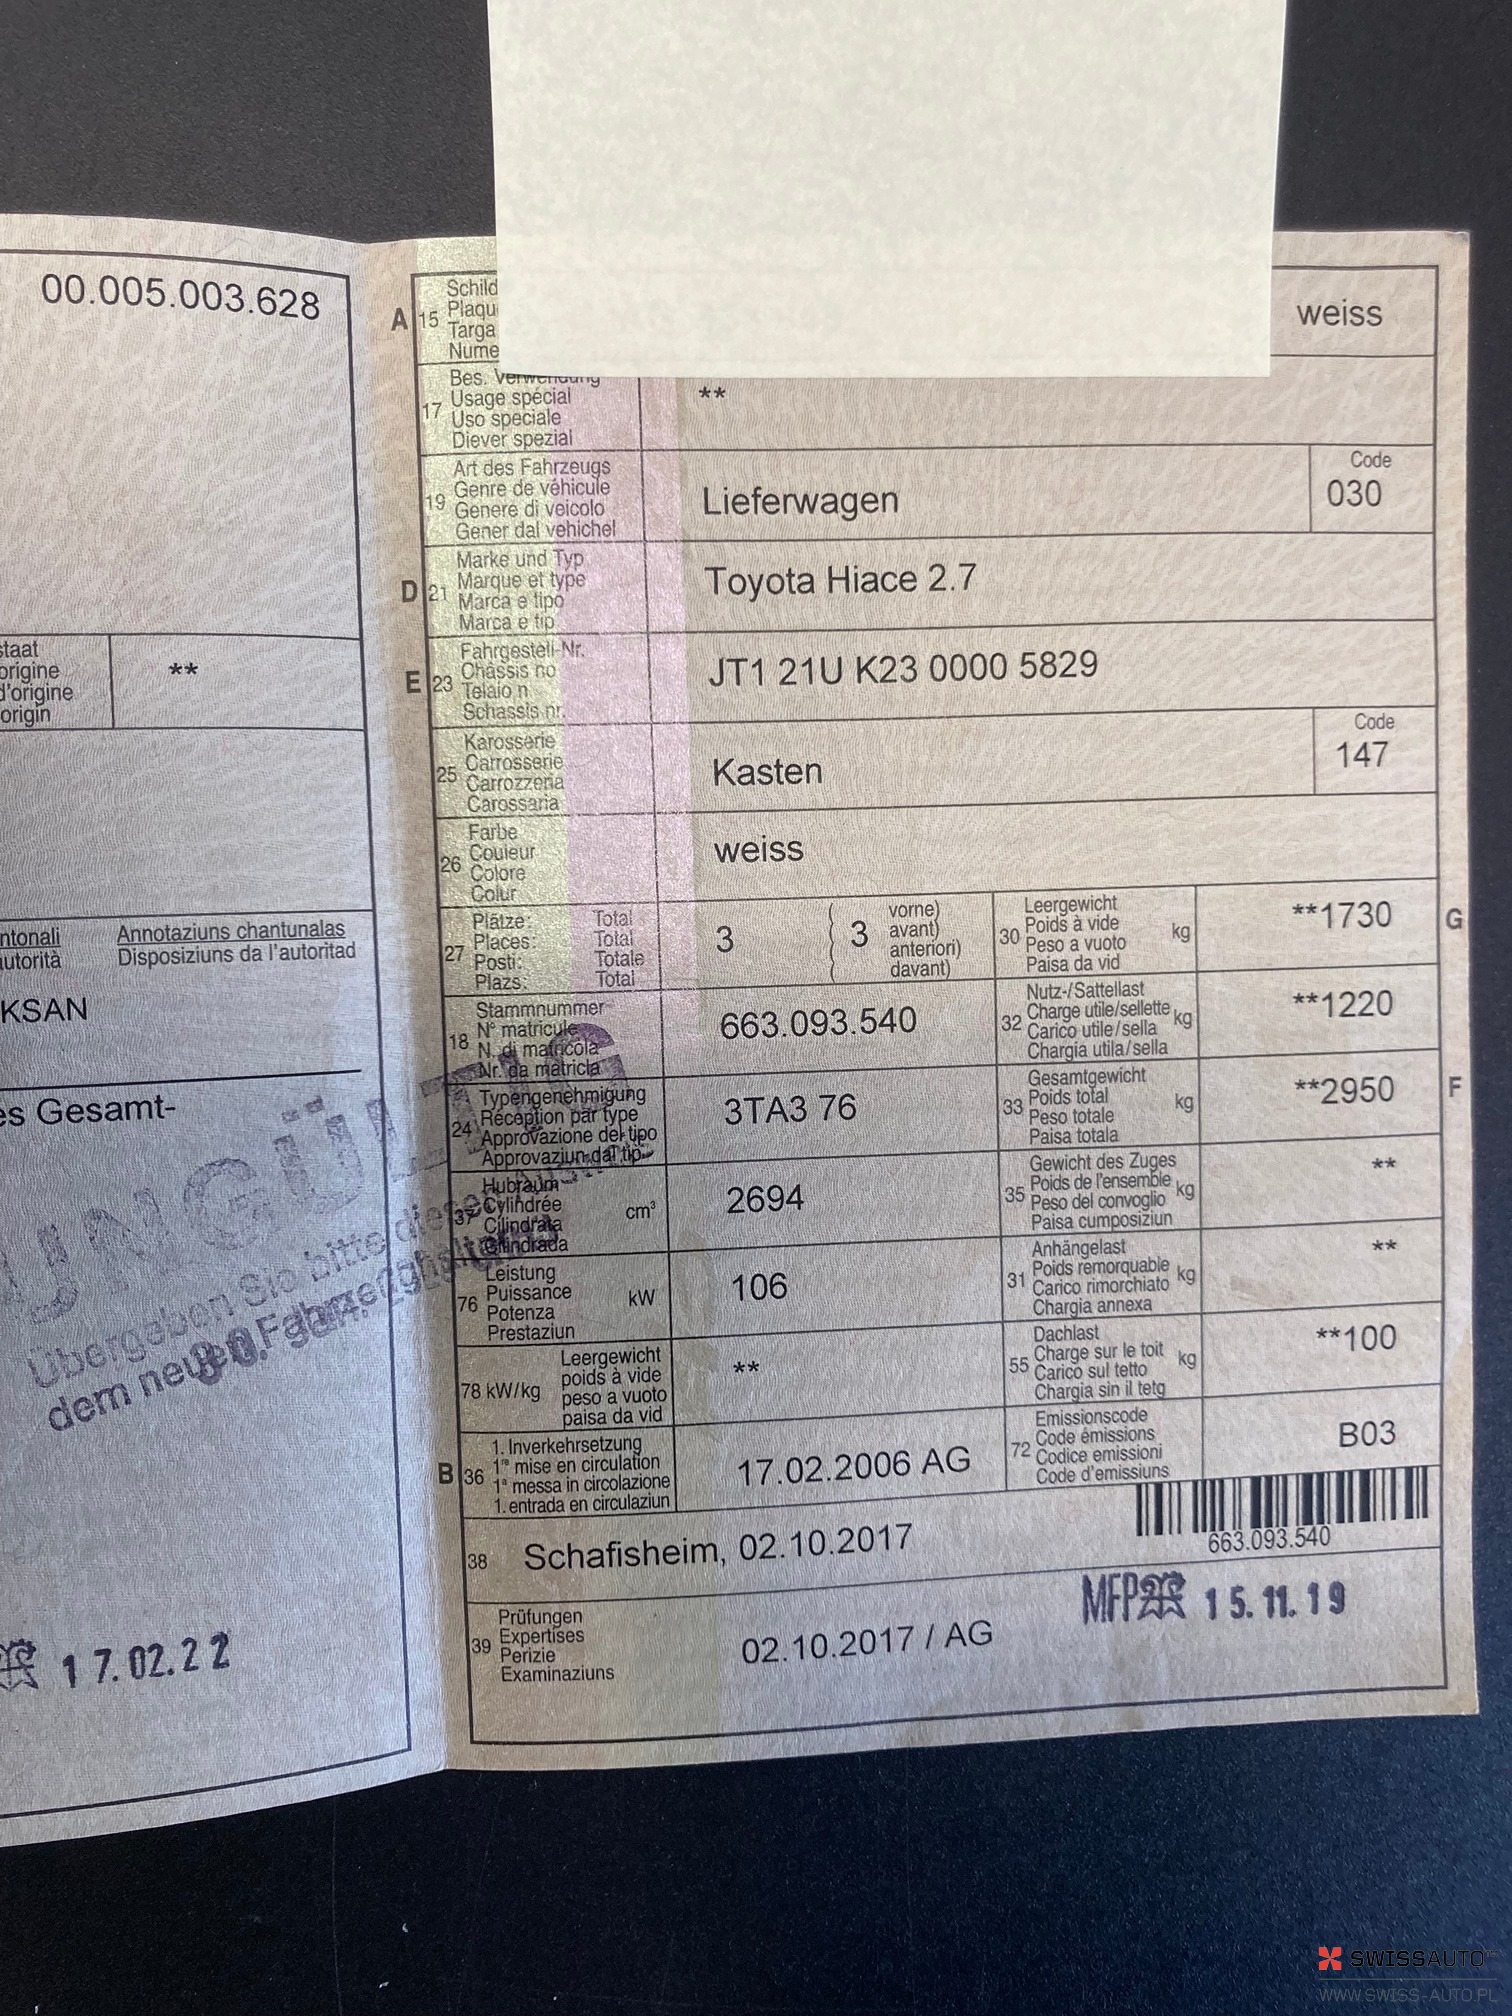 00.005.003.628
staat
origine
d'origine
origin
**
ntonali
utorità
Annotaziuns chantunalas
Disposiziuns da l'autoritad
KSAN
es Gesamt-
UNGÜLTIG
Übergeben Sie bitte diesen
dem neuen Fahrzeughalter
17.02.22
A 15
Schild
Plaqu
Targa
Nume
weiss
17
Bes. Verwendung
Usage spécial
Uso speciale
Diever spezial
**
19
Art des Fahrzeugs
Genre de véhicule
Genere di veicolo
Gener dal vehichel
Lieferwagen
Code
030
D 21
Marke und Typ
Marque et type
Marca e tipo
Marca e tip
Toyota Hiace 2.7
E 23
Fahrgestell-Nr.
Châssis no
Telaio n.
Schassis nr.
JT1 21U K23 0000 5829
25
Karosserie
Carrosserie
Carrozzeria
Carossaria
Kasten
Code
147
26
Farbe
Couleur
Colore
Colur
weiss
27
Plätze: Total
Places: Total
Posti: Totale
Plazs: Total
3
3
vorne)
avant)
anteriori)
davant)
30
Leergewicht
Poids à vide
Peso a vuoto
Paisa da vid
kg
**1730
G
18
Stammnummer
N° matricule
N. di matricola
Nr. da matricla
663.093.540
32
Nutz-/Sattellast
Charge utile/sellette
Carico utile/sella
Chargia utila/sella
kg
**1220
24
Typengenehmigung
Réception par type
Approvazione del tipo
Approvaziun dal tip
3TA3 76
33
Gesamtgewicht
Poids total
Peso totale
Paisa totala
kg
**2950
F
37
Hubraum
Cylindrée
Cilindrata
Cilindrada
cm³
2694
35
Gewicht des Zuges
Poids de l'ensemble
Peso del convoglio
Paisa cumposiziun
kg
**
76
Leistung
Puissance
Potenza
Prestaziun
kW
106
31
Anhängelast
Poids remorquable
Carico rimorchiato
Chargia annexa
kg
**
78 kW/kg
Leergewicht
poids à vide
peso a vuoto
paisa da vid
**
55
Dachlast
Charge sur le toit
Carico sul tetto
Chargia sin il tetg
kg
**100
B 36
1. Inverkehrsetzung
1re mise en circulation
1a messa in circolazione
1. entrada en circulaziun
17.02.2006 AG
72
Emissionscode
Code émissions
Codice emissioni
Code d'emissiuns
B03
38
Schafisheim, 02.10.2017
663.093.540
39
Prüfungen
Expertises
Perizie
Examinaziuns
02.10.2017 / AG
MFP 15.11.19
SWISSAUTO
WWW.SWISS-AUTO.PL